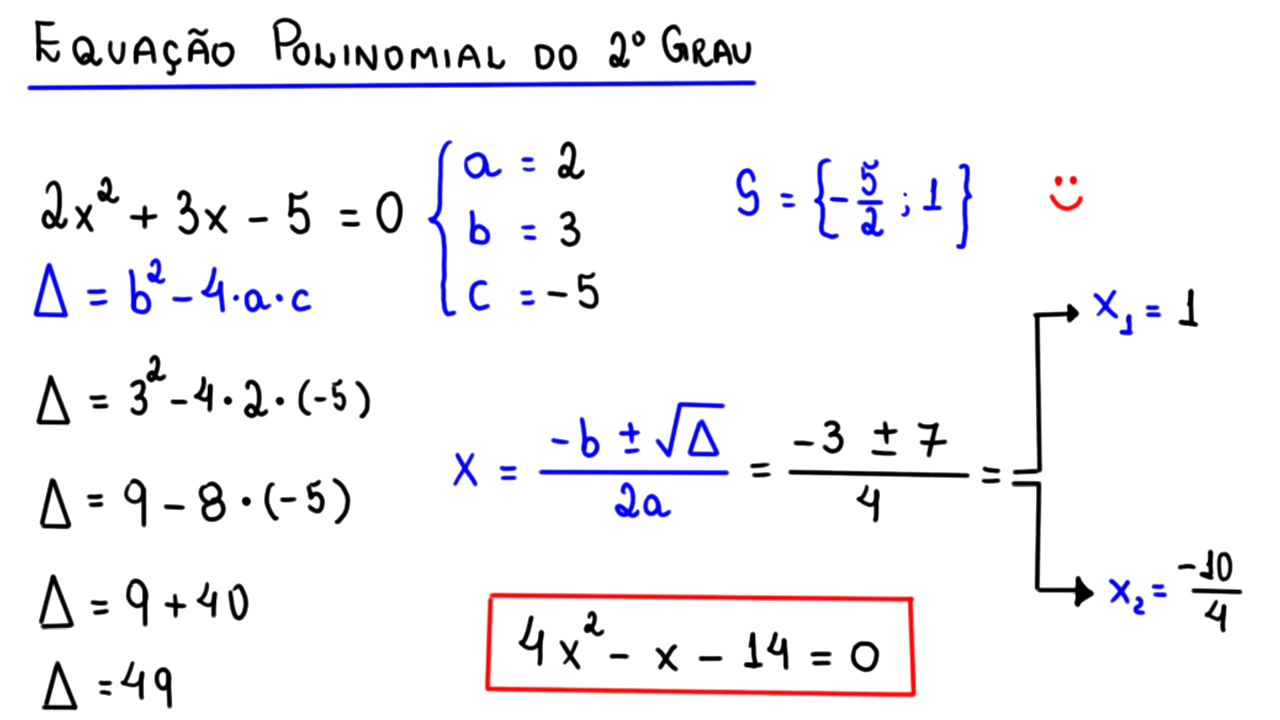 EQUAÇÃO POLINOMIAL DO 2º GRAU
2x² + 3x - 5 = 0
a = 2
b = 3
c = -5
S = {-5/2 ; 1}
Δ = b² - 4·a·c
Δ = 3² - 4·2·(-5)
Δ = 9 - 8·(-5)
Δ = 9 + 40
Δ = 49
x = (-b ± √Δ)/2a = (-3 ± 7)/4 =
x₁ = 1
x₂ = -10/4
4x² - x - 14 = 0